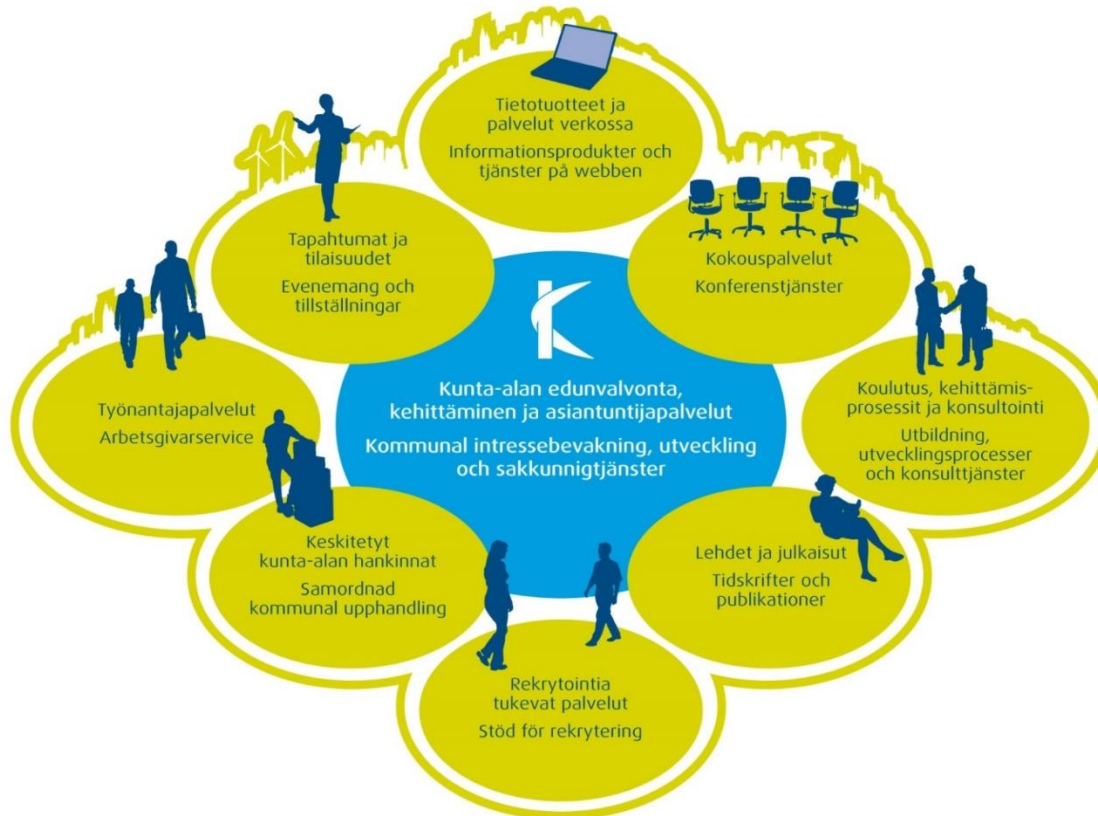 Tietotuotteet ja
palvelut verkossa
Informationsprodukter och
tjänster på webben
Tapahtumat ja
tilaisuudet
Evenemang och
tillställningar
Kokouspalvelut
Konferenstjänster
Työnantajapalvelut
Arbetsgivarservice
Kunta-alan edunvalvonta,
kehittäminen ja asiantuntijapalvelut
Kommunal intressebevakning, utveckling
och sakkunnigtjänster
Koulutus, kehittämis-
prosessit ja konsultointi
Utbildning,
utvecklingsprocesser
och konsulttjänster
Keskitetyt
kunta-alan hankinnat
Samordnad
kommunal upphandling
Lehdet ja julkaisut
Tidskrifter och
publikationer
Rekrytointia
tukevat palvelut
Stöd för rekrytering